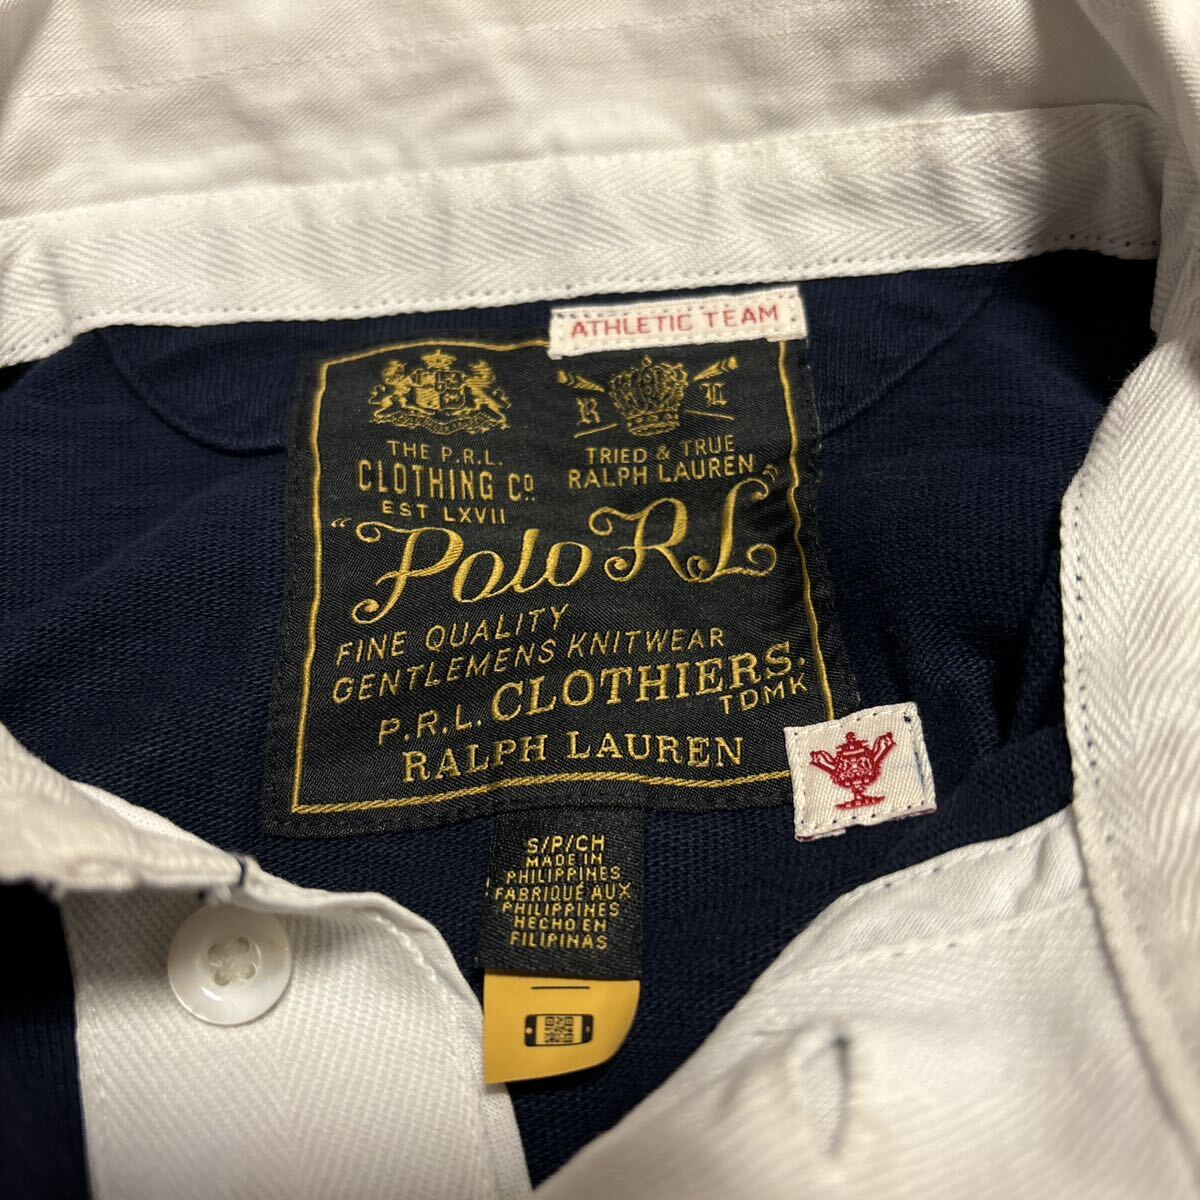 ATHLETIC TEAM
THE P.R.L.
CLOTHING Cº.
EST LXVII
R L
TRIED & TRUE
RALPH LAUREN
"Polo RL"
FINE QUALITY
GENTLEMENS KNITWEAR
P.R.L. CLOTHIERS.
TDMK
RALPH LAUREN
S/P/CH
MADE IN
PHILIPPINES
FABRIQUÉ AUX
PHILIPPINES
HECHO EN
FILIPINAS